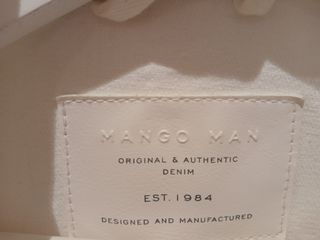 MANGO MAN
ORIGINAL & AUTHENTIC
DENIM
EST. 1984
DESIGNED AND MANUFACTURED